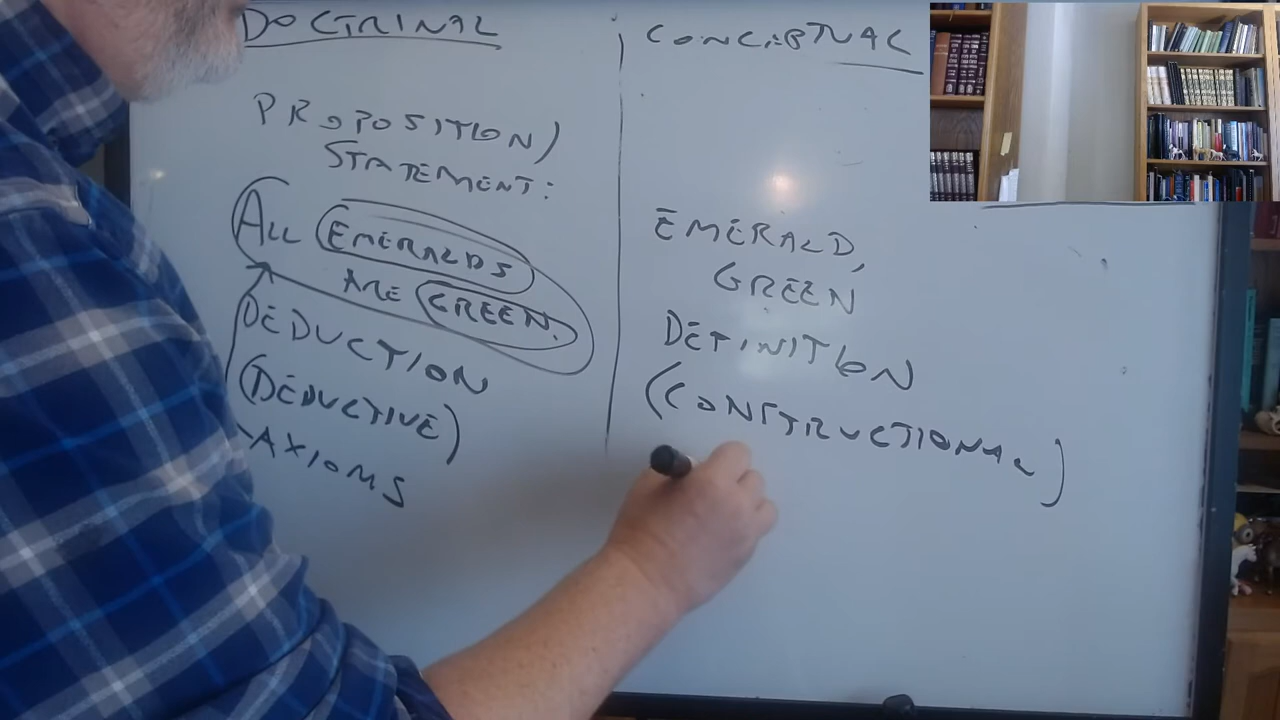 DOCTRINAL
PROPOSITION/
STATEMENT:
ALL EMERALDS
ARE GREEN.
DEDUCTION
(DEDUCTIVE)
AXIOMS
CONCEPTUAL
EMERALD,
GREEN
DEFINITION
(CONSTRUCTIONAL)